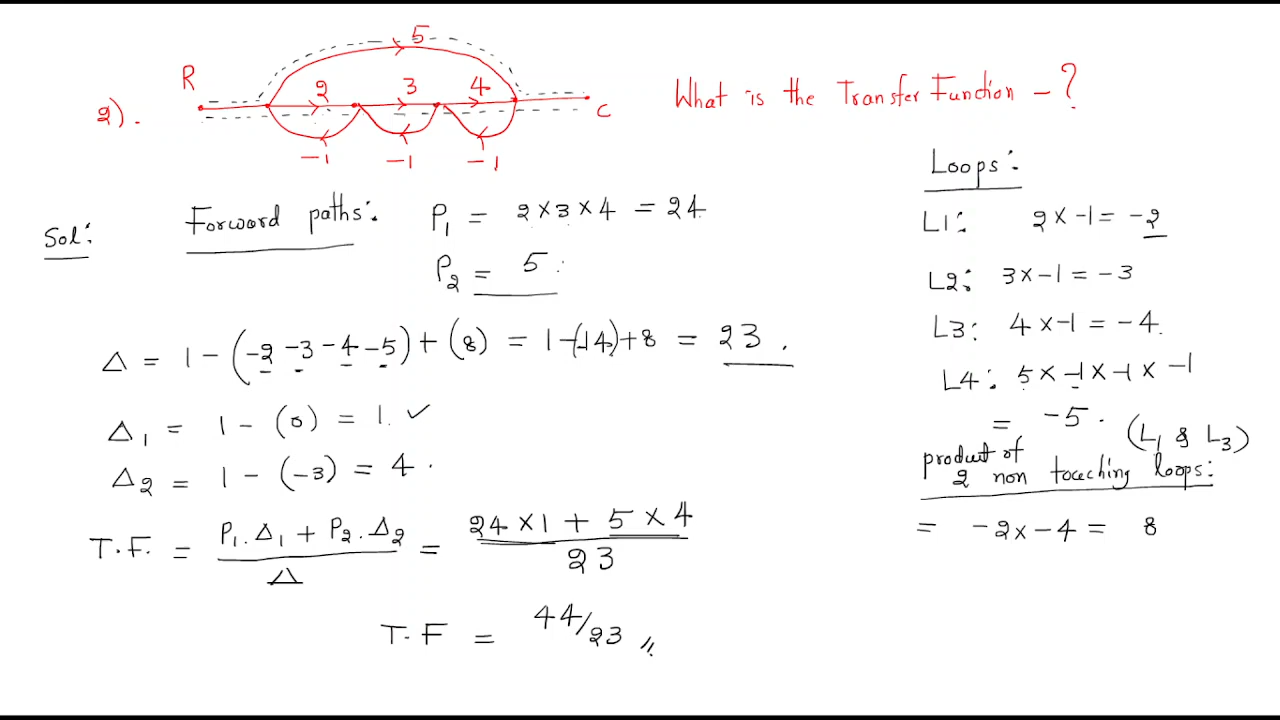 5
R 2 3 4
2).
C
-1 -1 -1
What is the Transfer Function - ?
Sol:
Forward paths: P₁ = 2 × 3 × 4 = 24
P₂ = 5
Δ = 1 - (-2 -3 -4 -5) + (8) = 1-(-14)+8 = 23.
Δ₁ = 1 - (0) = 1. ✓
Δ₂ = 1 - (-3) = 4.
T.F. = P₁.Δ₁ + P₂.Δ₂ / Δ = 24 × 1 + 5 × 4 / 23
T.F = 44/23 //
Loops:
L1: 2 × -1 = -2
L2: 3 × -1 = -3
L3: 4 × -1 = -4.
L4: 5 × -1 × -1 × -1
= -5. (L₁ & L₃)
product of
2 non touching loops:
= -2 × -4 = 8